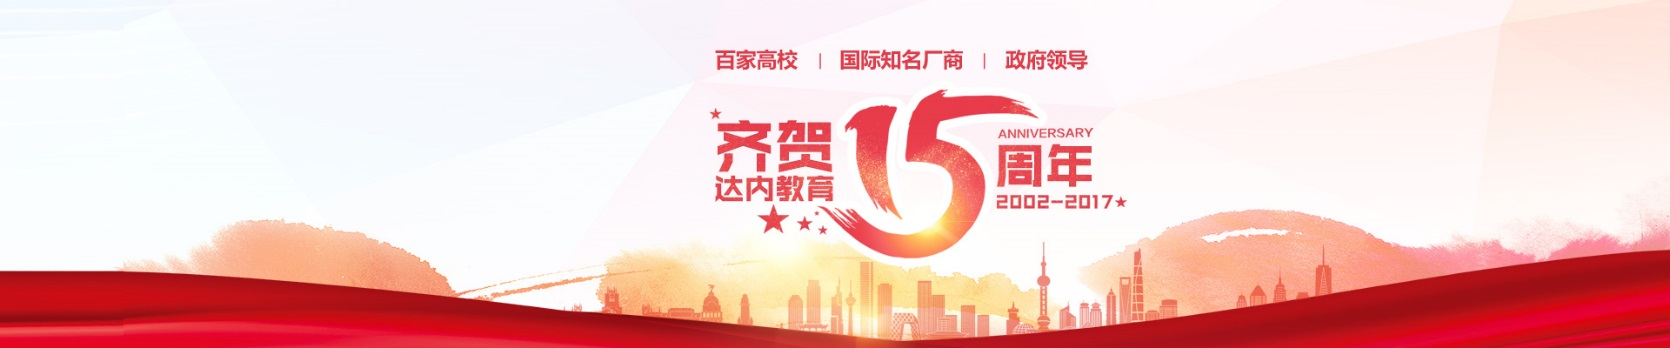 百家高校 | 国际知名厂商 | 政府领导
齐贺
达内教育
15
ANNIVERSARY
周年
2002-2017